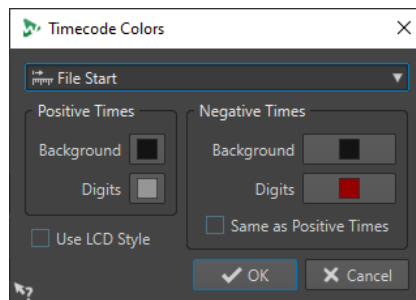 Timecode Colors
File Start
Positive Times
Background
Digits
Use LCD Style
Negative Times
Background
Digits
Same as Positive Times
OK
Cancel